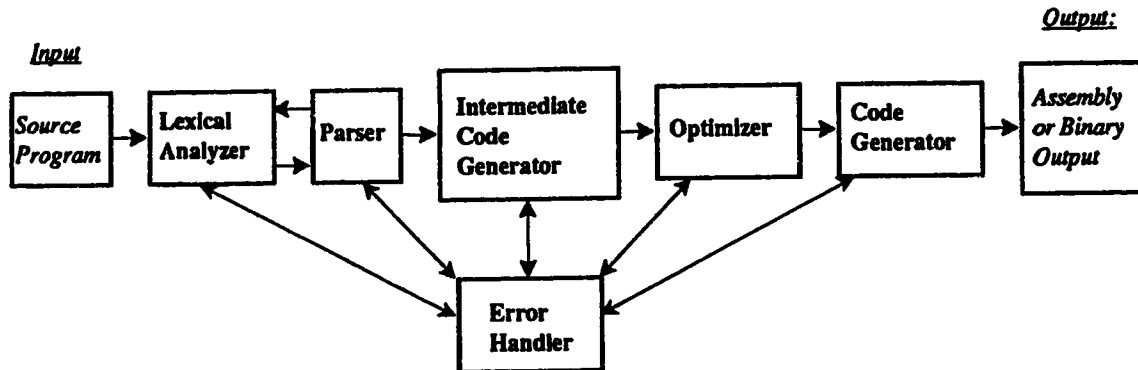 Output:
Input
Source
Program
Lexical
Analyzer
Parser
Intermediate
Code
Generator
Optimizer
Code
Generator
Assembly
or Binary
Output
Error
Handler